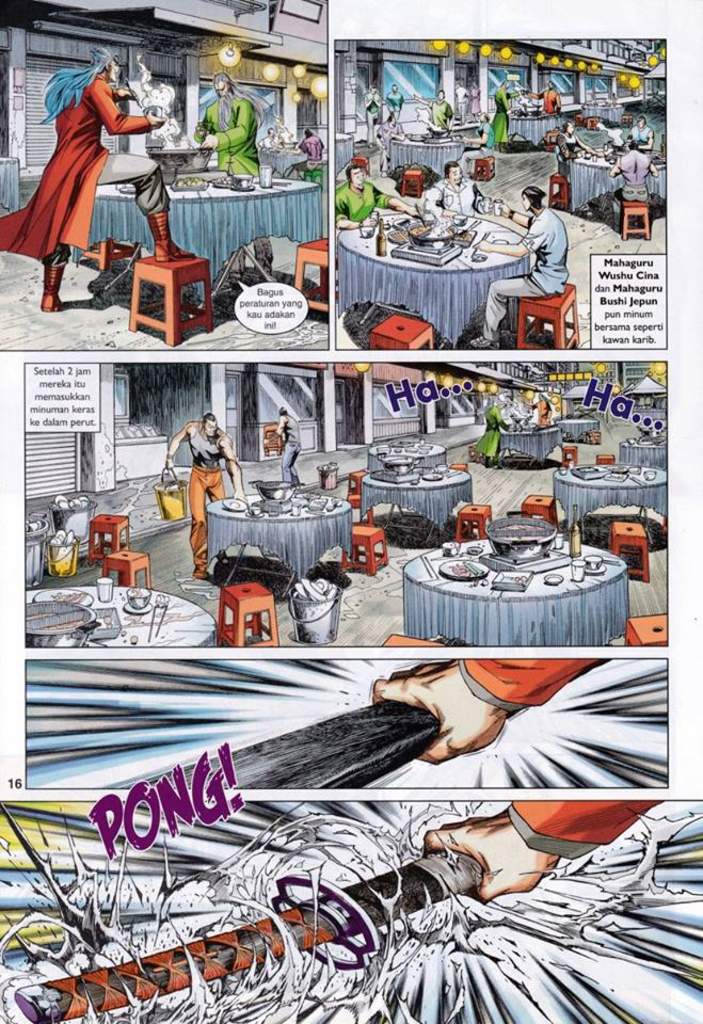 Bagus
peraturan yang
kau adakan
ini!
Mahaguru
Wushu Cina
dan Mahaguru
Bushi Jepun
pun minum
bersama seperti
kawan karib.
Setelah 2 jam
mereka itu
memasukkan
minuman keras
ke dalam perut.
Ha...
Ha...
16
PONG!